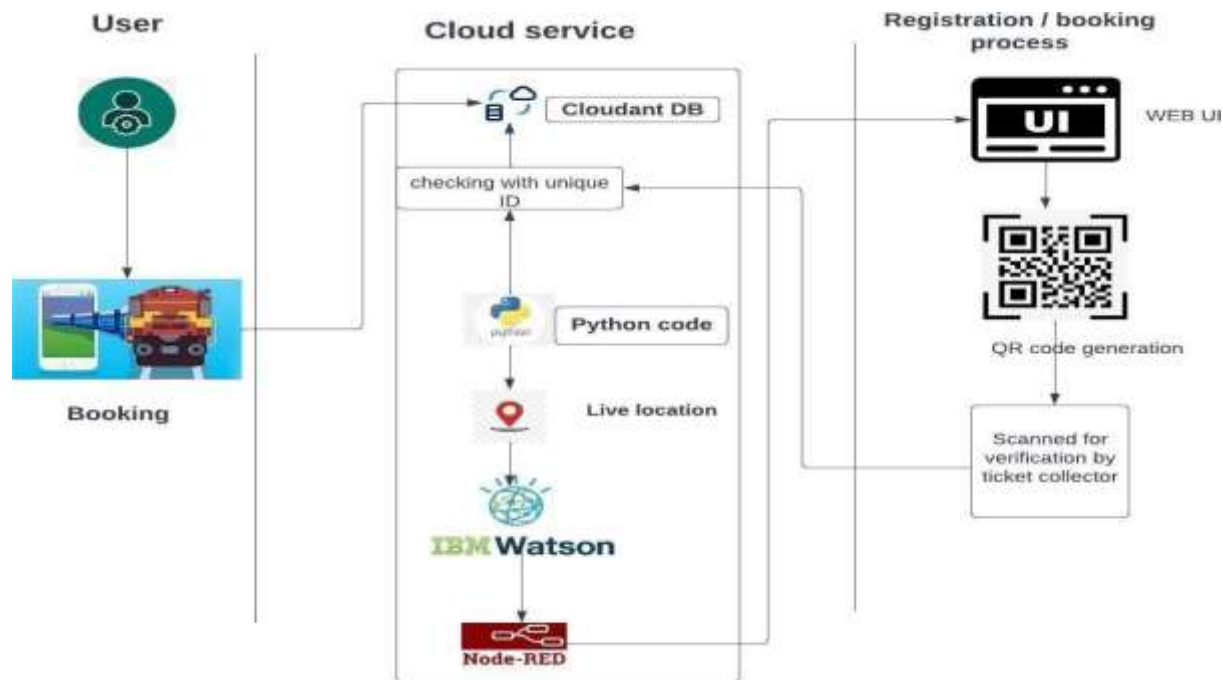 User
Cloud service
Registration / booking
process
Cloudant DB
UI
WEB UI
checking with unique
ID
python
Python code
QR code generation
Booking
Live location
Scanned for
verification by
ticket collector
IBM Watson
Node-RED